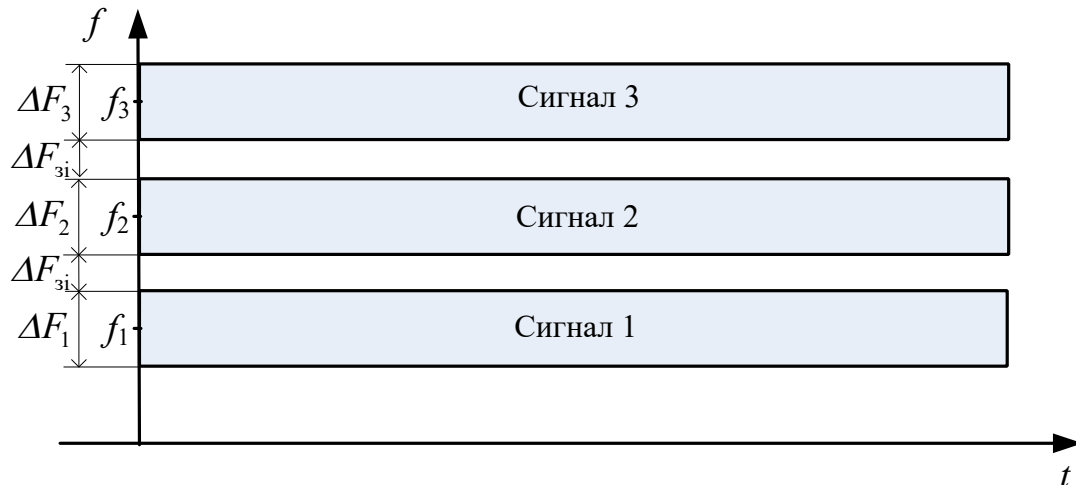 f
ΔF₃ f₃ Сигнал 3
ΔFзі
ΔF₂ f₂ Сигнал 2
ΔFзі
ΔF₁ f₁ Сигнал 1
t